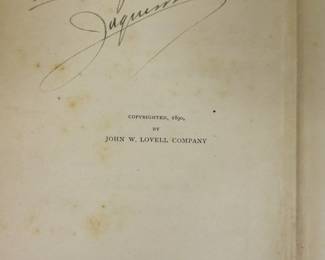 COPYRIGHTED, 1890,
BY
JOHN W. LOVELL COMPANY